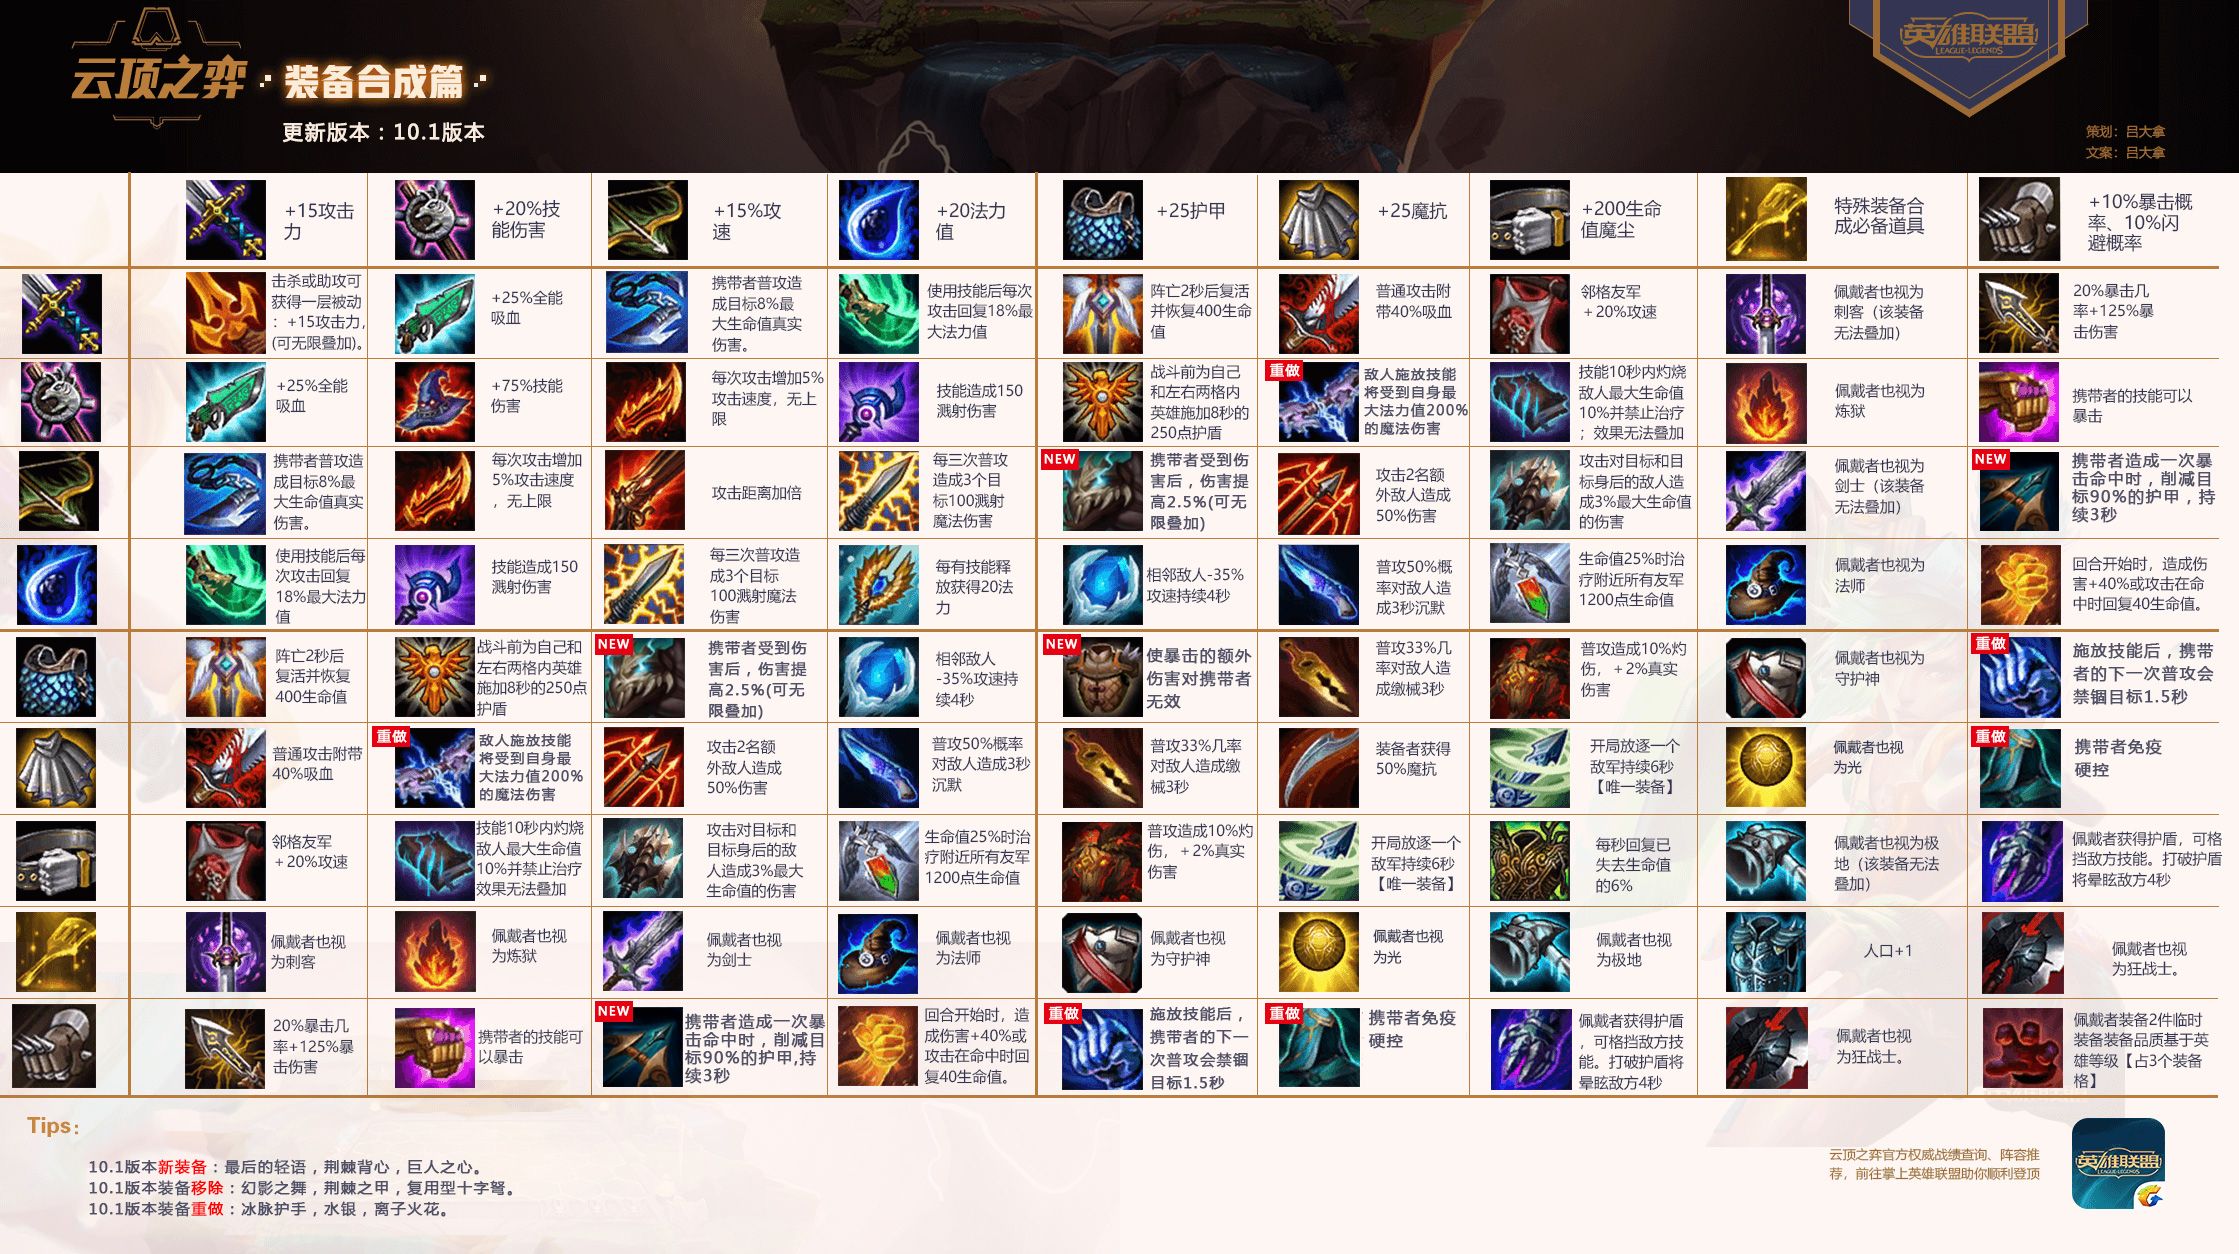 云顶之弈
·装备合成篇·
更新版本：10.1版本
英雄联盟
LEAGUE·LEGENDS
策划：吕大拿
文案：吕大拿
+15攻击
力
+20%技
能伤害
+15%攻
速
+20法力
值
+25护甲
+25魔抗
+200生命
值魔尘
特殊装备合
成必备道具
+10%暴击概
率、10%闪
避概率
击杀或助攻可
获得一层被动
：+15攻击力,
(可无限叠加)。
+25%全能
吸血
携带者普攻造
成目标8%最
大生命值真实
伤害。
使用技能后每次
攻击回复18%最
大法力值
阵亡2秒后复活
并恢复400生命
值
普通攻击附
带40%吸血
邻格友军
＋20%攻速
佩戴者也视为
刺客（该装备
无法叠加）
20%暴击几
率+125%暴
击伤害
+25%全能
吸血
+75%技能
伤害
每次攻击增加5%
攻击速度，无上
限
技能造成150
溅射伤害
战斗前为自己
和左右两格内
英雄施加8秒的
250点护盾
重做
敌人施放技能
将受到自身最
大法力值200%
的魔法伤害
技能10秒内灼烧
敌人最大生命值
10%并禁止治疗
；效果无法叠加
佩戴者也视为
炼狱
携带者的技能可以
暴击
携带者普攻造
成目标8%最
大生命值真实
伤害。
每次攻击增加
5%攻击速度
，无上限
攻击距离加倍
每三次普攻
造成3个目
标100溅射
魔法伤害
NEW
携带者受到伤
害后，伤害提
高2.5%(可无
限叠加)
攻击2名额
外敌人造成
50%伤害
攻击对目标和目
标身后的敌人造
成3%最大生命值
的伤害
佩戴者也视为
剑士（该装备
无法叠加）
NEW
携带者造成一次暴
击命中时，削减目
标90%的护甲，持
续3秒
使用技能后每
次攻击回复
18%最大法力
值
技能造成150
溅射伤害
每三次普攻造
成3个目标
100溅射魔法
伤害
每有技能释
放获得20法
力
相邻敌人-35%
攻速持续4秒
普攻50%概
率对敌人造
成3秒沉默
生命值25%时治
疗附近所有友军
1200点生命值
佩戴者也视为
法师
回合开始时，造成伤
害+40%或攻击在命
中时回复40生命值。
阵亡2秒后
复活并恢复
400生命值
战斗前为自己和
左右两格内英雄
施加8秒的250点
护盾
NEW
携带者受到伤
害后，伤害提
高2.5%(可无
限叠加)
相邻敌人
-35%攻速持
续4秒
NEW
使暴击的额外
伤害对携带者
无效
普攻33%几
率对敌人造
成缴械3秒
普攻造成10%灼
伤，＋2%真实
伤害
佩戴者也视为
守护神
重做
施放技能后，携带
者的下一次普攻会
禁锢目标1.5秒
普通攻击附带
40%吸血
重做
敌人施放技能
将受到自身最
大法力值200%
的魔法伤害
攻击2名额
外敌人造成
50%伤害
普攻50%概率
对敌人造成3秒
沉默
普攻33%几率
对敌人造成缴
械3秒
装备者获得
50%魔抗
开局放逐一个
敌军持续6秒
【唯一装备】
佩戴者也视
为光
重做
携带者免疫
硬控
邻格友军
＋20%攻速
技能10秒内灼烧
敌人最大生命值
10%并禁止治疗
效果无法叠加
攻击对目标和
目标身后的敌
人造成3%最大
生命值的伤害
生命值25%时治
疗附近所有友军
1200点生命值
普攻造成10%灼
伤，＋2%真实
伤害
开局放逐一个
敌军持续6秒
【唯一装备】
每秒回复已
失去生命值
的6%
佩戴者也视为极
地（该装备无法
叠加）
佩戴者获得护盾，可格
挡敌方技能。打破护盾
将晕眩敌方4秒
佩戴者也视
为刺客
佩戴者也视
为炼狱
佩戴者也视
为剑士
佩戴者也视
为法师
佩戴者也视
为守护神
佩戴者也视
为光
佩戴者也视
为极地
人口+1
佩戴者也视
为狂战士。
20%暴击几
率+125%暴
击伤害
携带者的技能可
以暴击
NEW
携带者造成一次暴
击命中时，削减目
标90%的护甲,持
续3秒
回合开始时，造
成伤害+40%或
攻击在命中时回
复40生命值。
重做
施放技能后，
携带者的下一
次普攻会禁锢
目标1.5秒
重做
携带者免疫
硬控
佩戴者获得护盾
，可格挡敌方技
能。打破护盾将
晕眩敌方4秒
佩戴者也视
为狂战士。
佩戴者装备2件临时
装备装备品质基于英
雄等级【占3个装备
格】
Tips：
10.1版本新装备：最后的轻语，荆棘背心，巨人之心。
10.1版本装备移除：幻影之舞，荆棘之甲，复用型十字弩。
10.1版本装备重做：冰脉护手，水银，离子火花。
云顶之弈官方权威战绩查询、阵容推
荐，前往掌上英雄联盟助你顺利登顶
英雄联盟
LEAGUE·LEGENDS